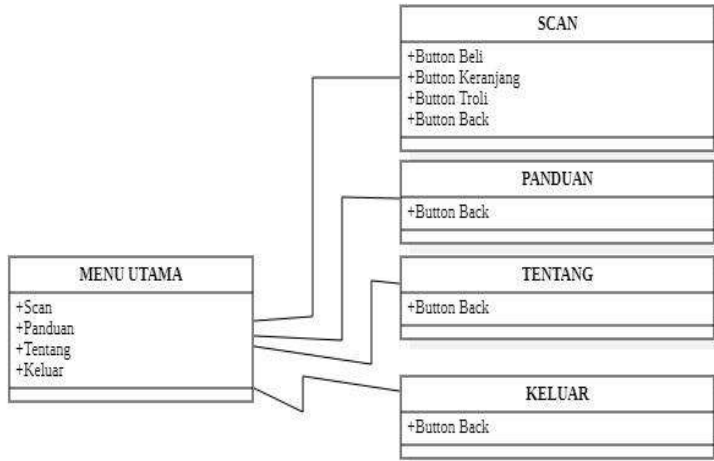 SCAN
+Button Beli
+Button Keranjang
+Button Troli
+Button Back
PANDUAN
+Button Back
MENU UTAMA
+Scan
+Panduan
+Tentang
+Keluar
TENTANG
+Button Back
KELUAR
+Button Back